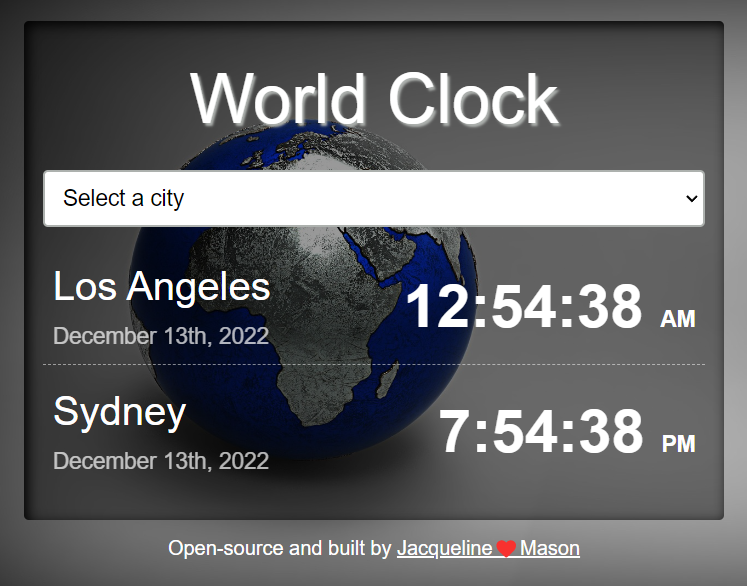 World Clock
Select a city
Los Angeles
12:54:38 AM
December 13th, 2022
Sydney
7:54:38 PM
December 13th, 2022
Open-source and built by Jacqueline ❤ Mason